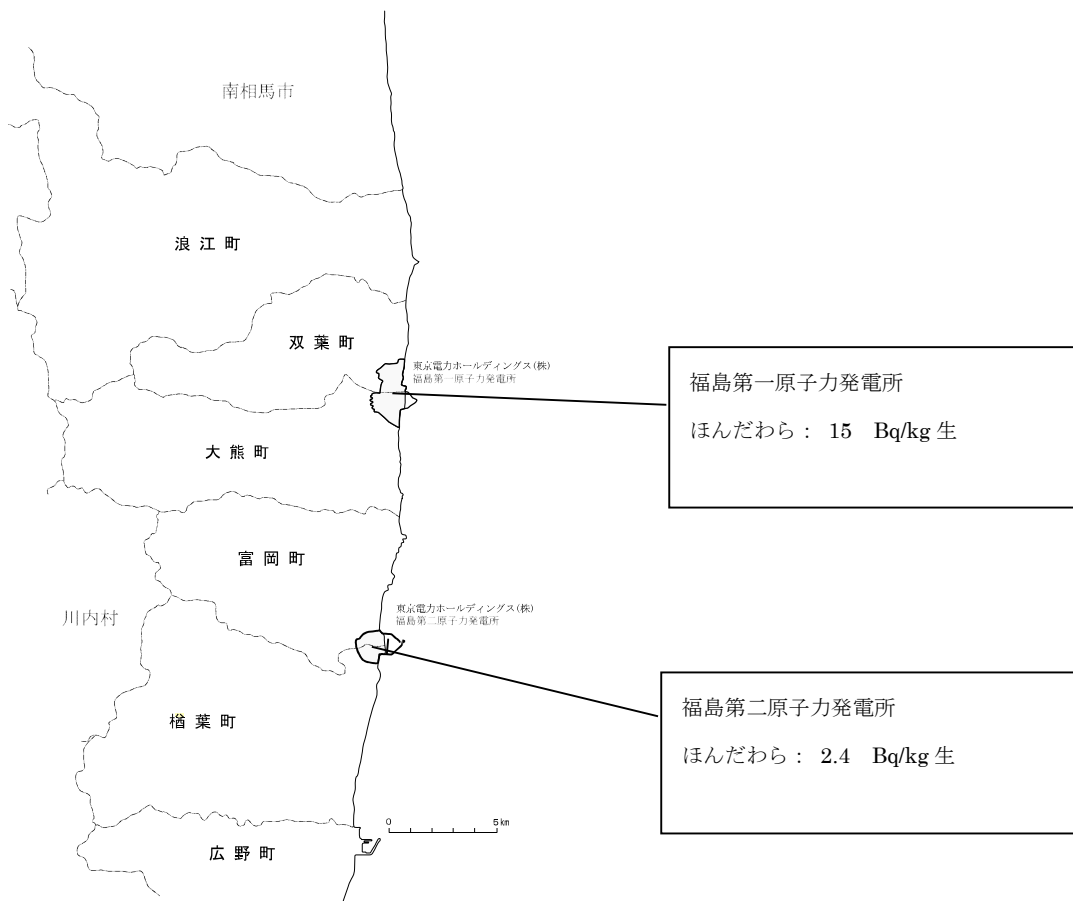 南相馬市
浪江町
双葉町
東京電力ホールディングス(株)
福島第一原子力発電所
福島第一原子力発電所
ほんだわら： 15 Bq/kg 生
大熊町
富岡町
川内村
東京電力ホールディングス(株)
福島第二原子力発電所
福島第二原子力発電所
ほんだわら： 2.4 Bq/kg 生
楢葉町
0 5km
広野町